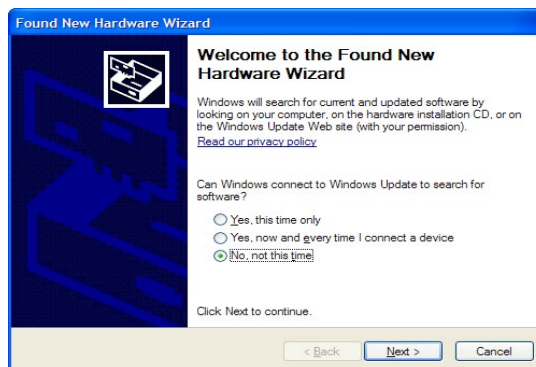 Found New Hardware Wizard
Welcome to the Found New
Hardware Wizard
Windows will search for current and updated software by
looking on your computer, on the hardware installation CD, or on
the Windows Update Web site (with your permission).
Read our privacy policy
Can Windows connect to Windows Update to search for
software?
Yes, this time only
Yes, now and every time I connect a device
No, not this time
Click Next to continue.
< Back Next > Cancel